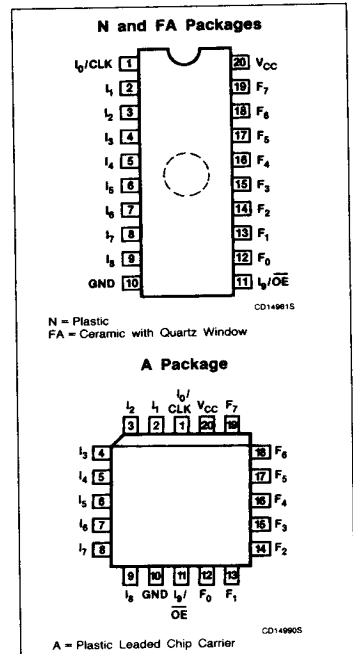 N and FA Packages
I0/CLK 1 20 VCC
I1 2 19 F7
I2 3 18 F6
I3 4 17 F5
I4 5 16 F4
I5 6 15 F3
I6 7 14 F2
I7 8 13 F1
I8 9 12 F0
GND 10 11 I9/O̅E̅
CD14981S
N = Plastic
FA = Ceramic with Quartz Window
A Package
I0/
I2 I1 CLK VCC F7
3 2 1 20 19
I3 4 18 F6
I4 5 17 F5
I5 6 16 F4
I6 7 15 F3
I7 8 14 F2
9 10 11 12 13
I8 GND I9/ F0 F1
O̅E̅
CD14990S
A = Plastic Leaded Chip Carrier